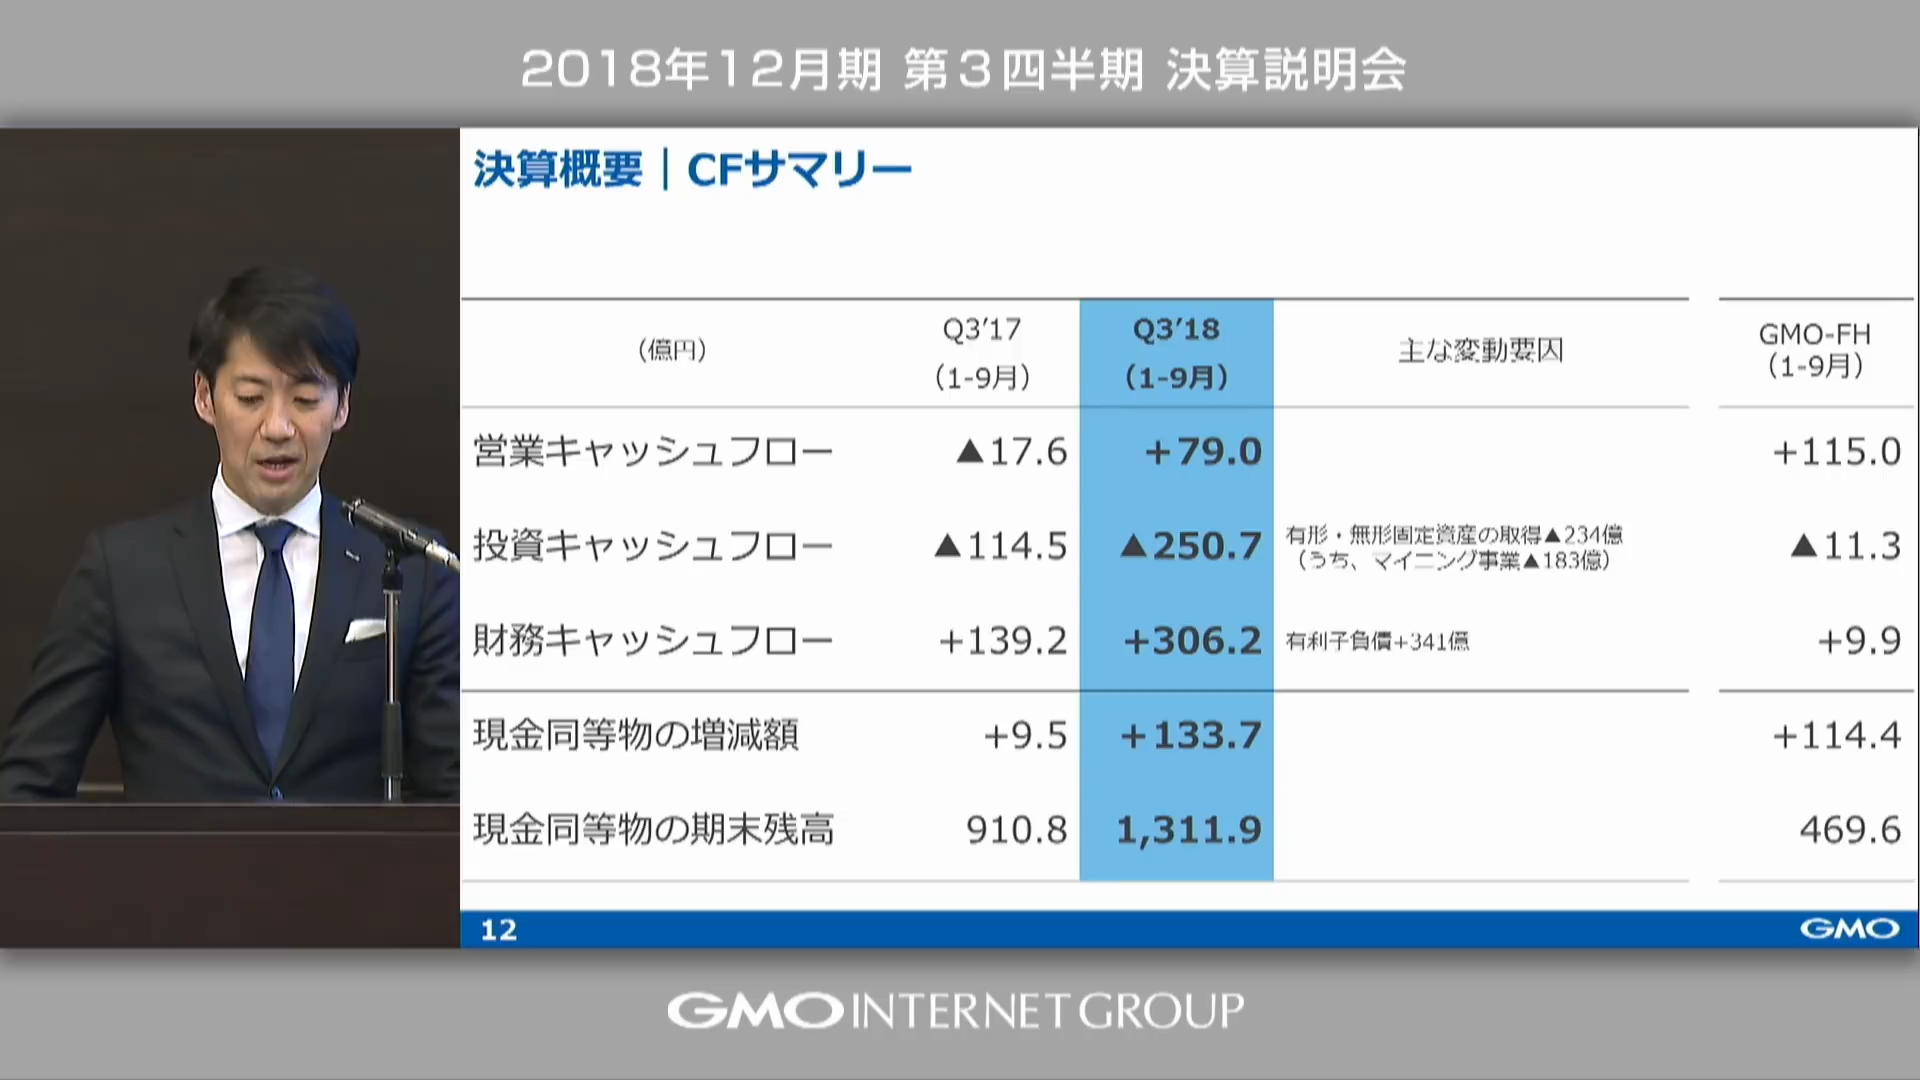 2018年12月期 第3四半期 決算説明会
決算概要｜CFサマリー
（億円）
Q3'17
（1-9月）
Q3'18
（1-9月）
主な変動要因
GMO-FH
（1-9月）
営業キャッシュフロー ▲17.6 +79.0 +115.0
投資キャッシュフロー ▲114.5 ▲250.7 有形・無形固定資産の取得▲234億
（うち、マイニング事業▲183億） ▲11.3
財務キャッシュフロー +139.2 +306.2 有利子負債+341億 +9.9
現金同等物の増減額 +9.5 +133.7 +114.4
現金同等物の期末残高 910.8 1,311.9 469.6
12
GMO
GMO INTERNET GROUP